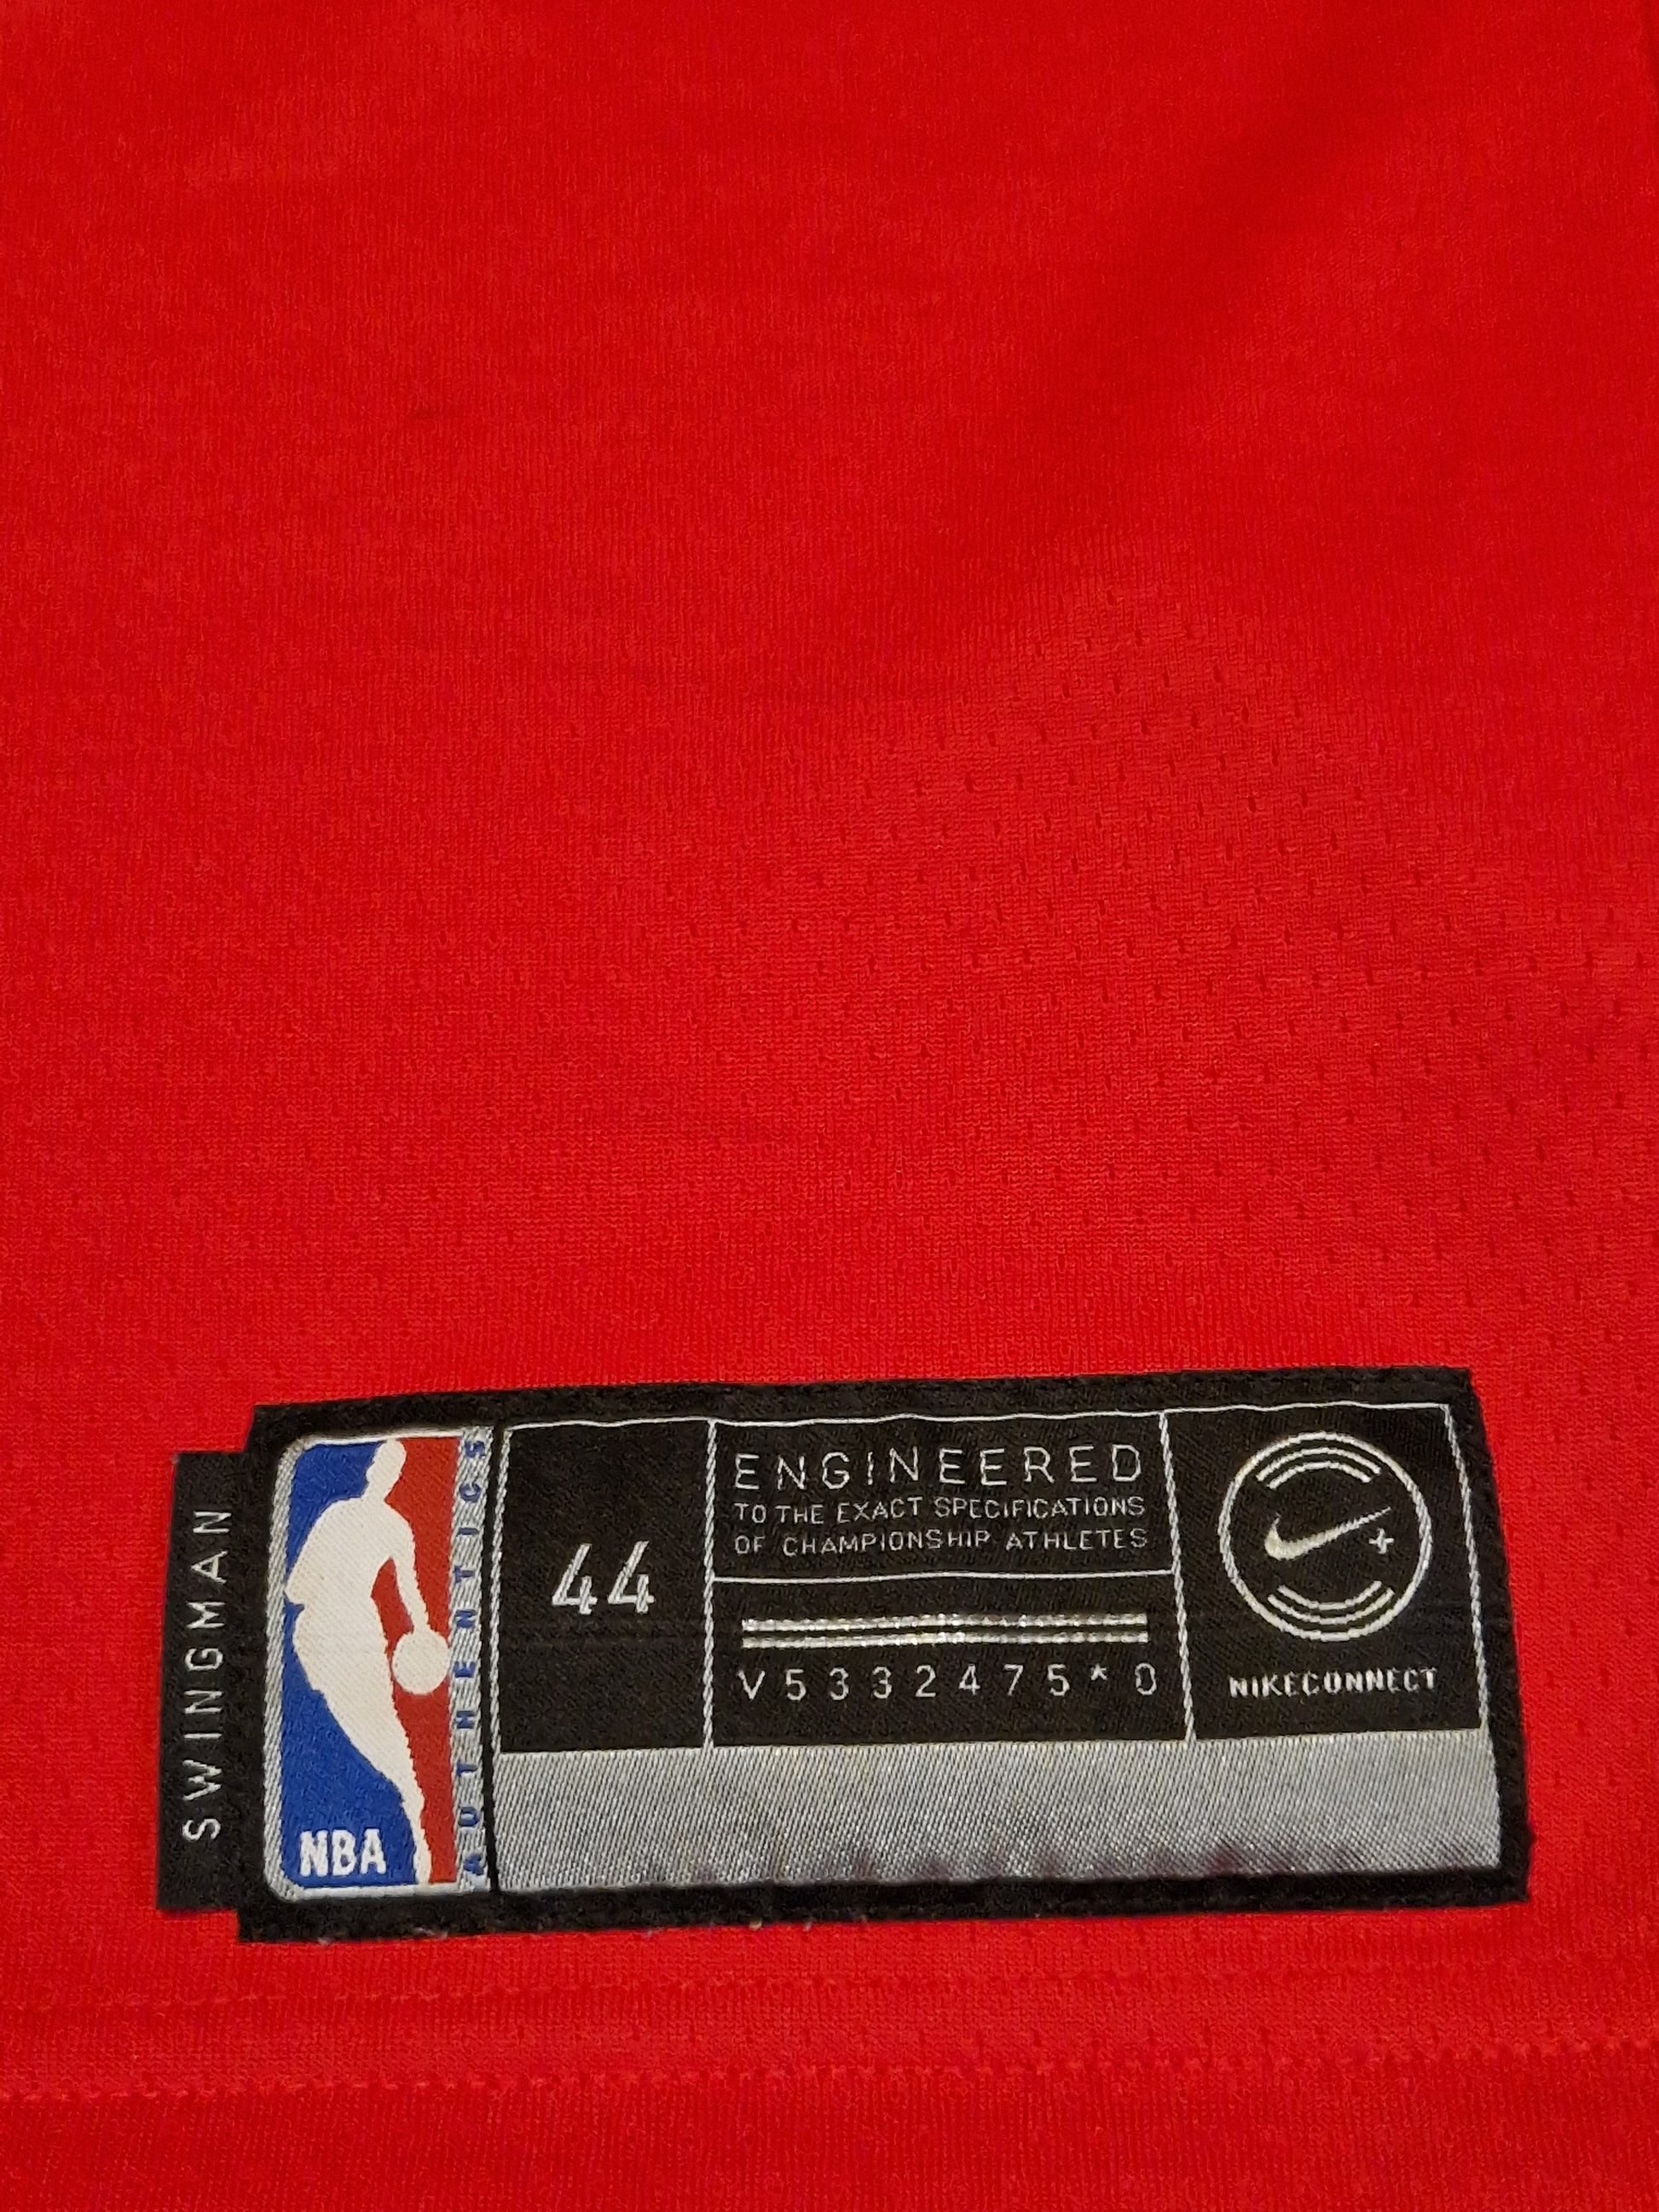 SWINGMAN
NBA
AUTHENTICS
44
ENGINEERED
TO THE EXACT SPECIFICATIONS
OF CHAMPIONSHIP ATHLETES
V5332475*0
NIKECONNECT